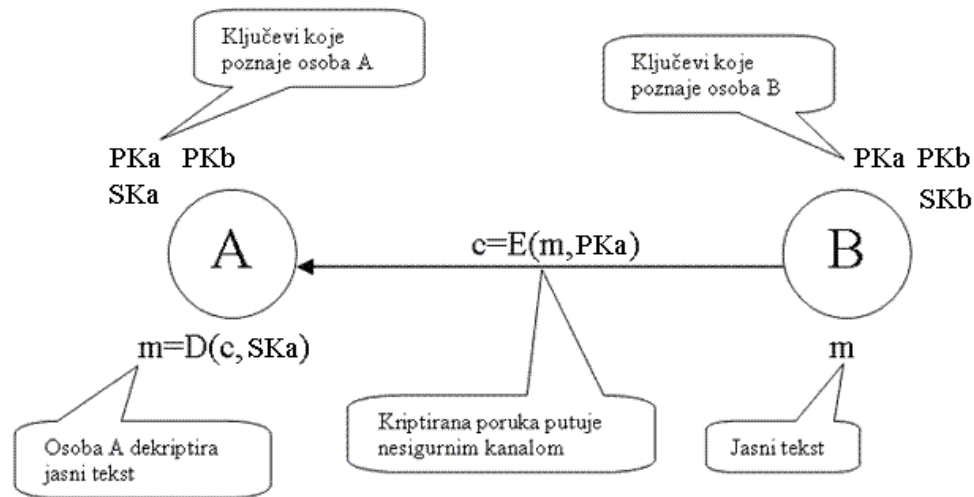 Ključevi koje
poznaje osoba A
Ključevi koje
poznaje osoba B
PKa PKb
SKa
PKa PKb
SKb
A
c=E(m,PKa)
B
m=D(c,SKa)
m
Osoba A dekriptira
jasni tekst
Kriptirana poruka putuje
nesigurnim kanalom
Jasni tekst